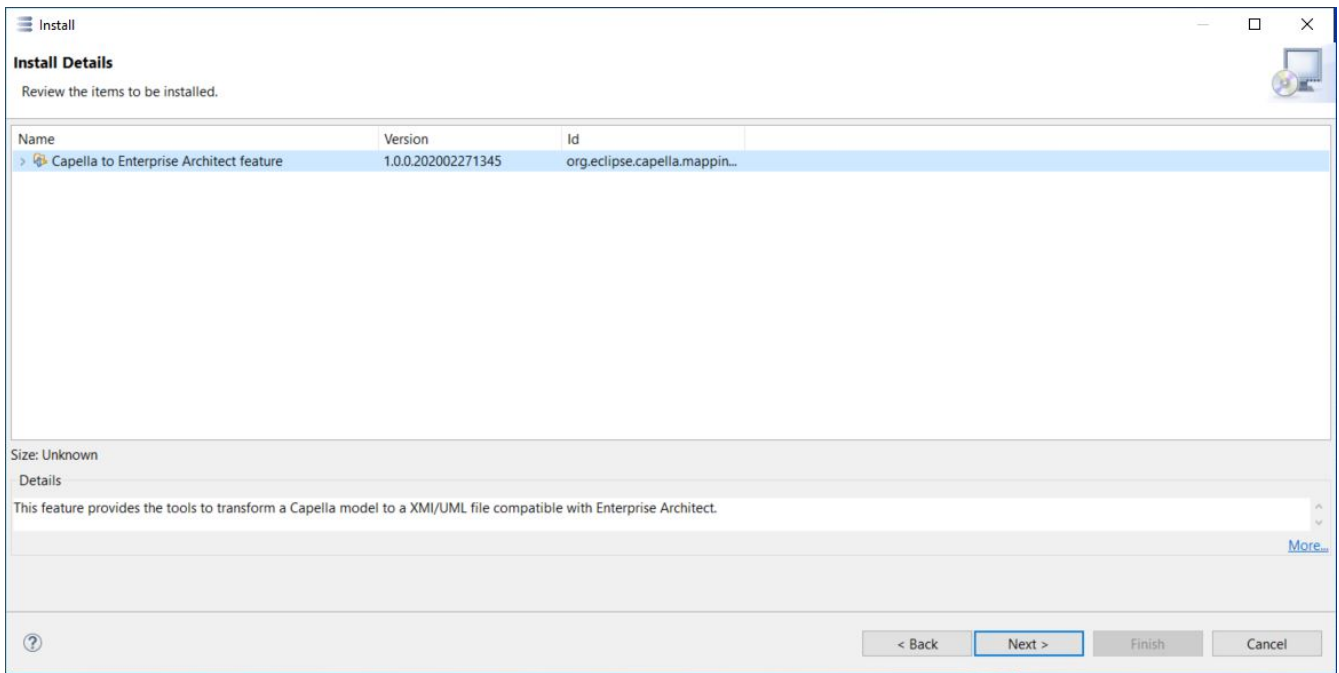 Install
Install Details
Review the items to be installed.
Name Version Id
Capella to Enterprise Architect feature 1.0.0.202002271345 org.eclipse.capella.mappin...
Size: Unknown
Details
This feature provides the tools to transform a Capella model to a XMI/UML file compatible with Enterprise Architect.
More...
? < Back Next > Finish Cancel